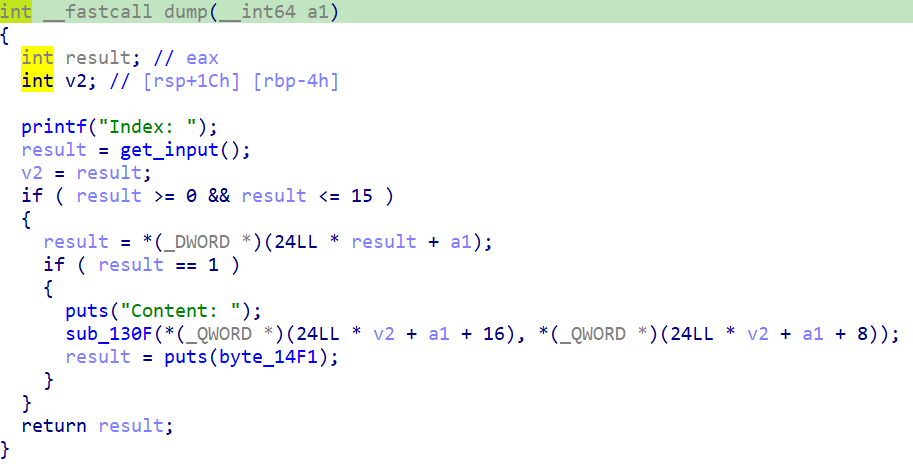 int __fastcall dump(__int64 a1)
{
  int result; // eax
  int v2; // [rsp+1Ch] [rbp-4h]

  printf("Index: ");
  result = get_input();
  v2 = result;
  if ( result >= 0 && result <= 15 )
  {
    result = *(_DWORD *)(24LL * result + a1);
    if ( result == 1 )
    {
      puts("Content: ");
      sub_130F(*(_QWORD *)(24LL * v2 + a1 + 16), *(_QWORD *)(24LL * v2 + a1 + 8));
      result = puts(byte_14F1);
    }
  }
  return result;
}